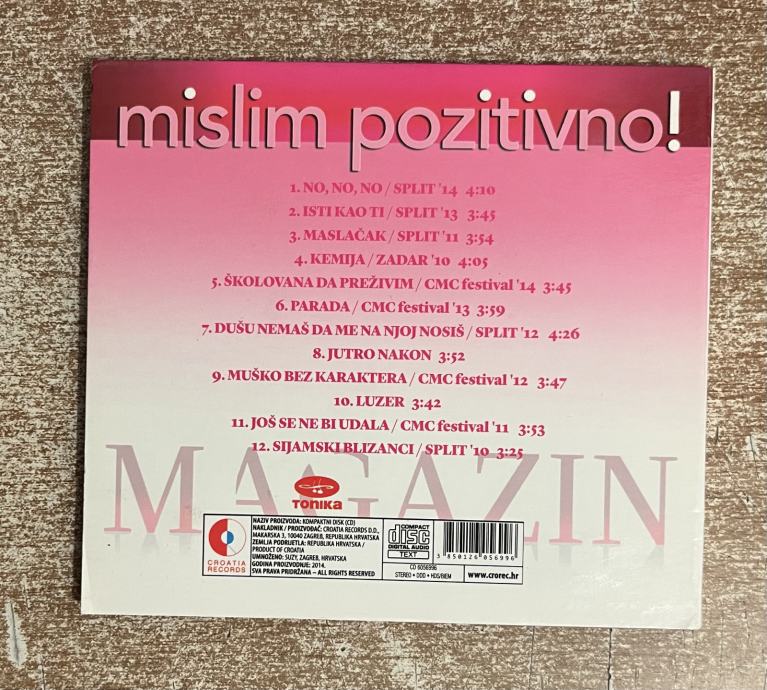 mislim pozitivno!
1. NO, NO, NO / SPLIT '14 4:10
2. ISTI KAO TI / SPLIT '13 3:45
3. MASLAČAK / SPLIT '11 3:54
4. KEMIJA / ZADAR '10 4:05
5. ŠKOLOVANA DA PREŽIVIM / CMC festival '14 3:45
6. PARADA / CMC festival '13 3:59
7. DUŠU NEMAŠ DA ME NA NJOJ NOSIŠ / SPLIT '12 4:26
8. JUTRO NAKON 3:52
9. MUŠKO BEZ KARAKTERA / CMC festival '12 3:47
10. LUZER 3:42
11. JOŠ SE NE BI UDALA / CMC festival '11 3:53
12. SIJAMSKI BLIZANCI / SPLIT '10 3:25
MAGAZIN
TONIKA
CROATIA
RECORDS
NAZIV PROIZVODA: KOMPAKTNI DISK (CD)
NAKLADNIK / PROIZVOĐAČ: CROATIA RECORDS D.D.,
MAKARSKA 3, 10040 ZAGREB, REPUBLIKA HRVATSKA
ZEMLJA PODRIJETLA: REPUBLIKA HRVATSKA /
PRODUCT OF CROATIA
UMNOŽENO: SUZY, ZAGREB, HRVATSKA
GODINA PROIZVODNJE: 2014.
SVA PRAVA PRIDRŽANA – ALL RIGHTS RESERVED
COMPACT
disc
DIGITAL AUDIO
TEXT
CD 6056996
STEREO • DDD • HDS/BIEM
3 850126 056996
www.crorec.hr